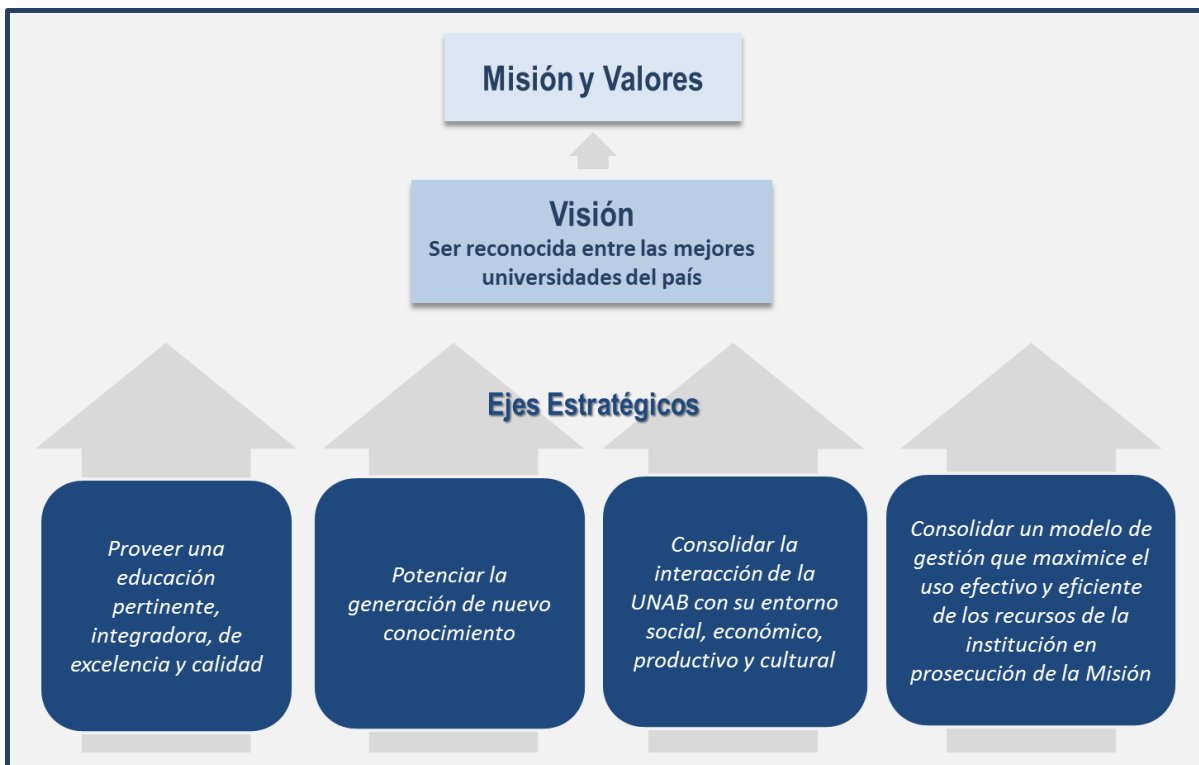 Misión y Valores
Visión
Ser reconocida entre las mejores
universidades del país
Ejes Estratégicos
Proveer una
educación
pertinente,
integradora, de
excelencia y calidad
Potenciar la
generación de nuevo
conocimiento
Consolidar la
interacción de la
UNAB con su entorno
social, económico,
productivo y cultural
Consolidar un modelo de
gestión que maximice el
uso efectivo y eficiente
de los recursos de la
institución en
prosecución de la Misión